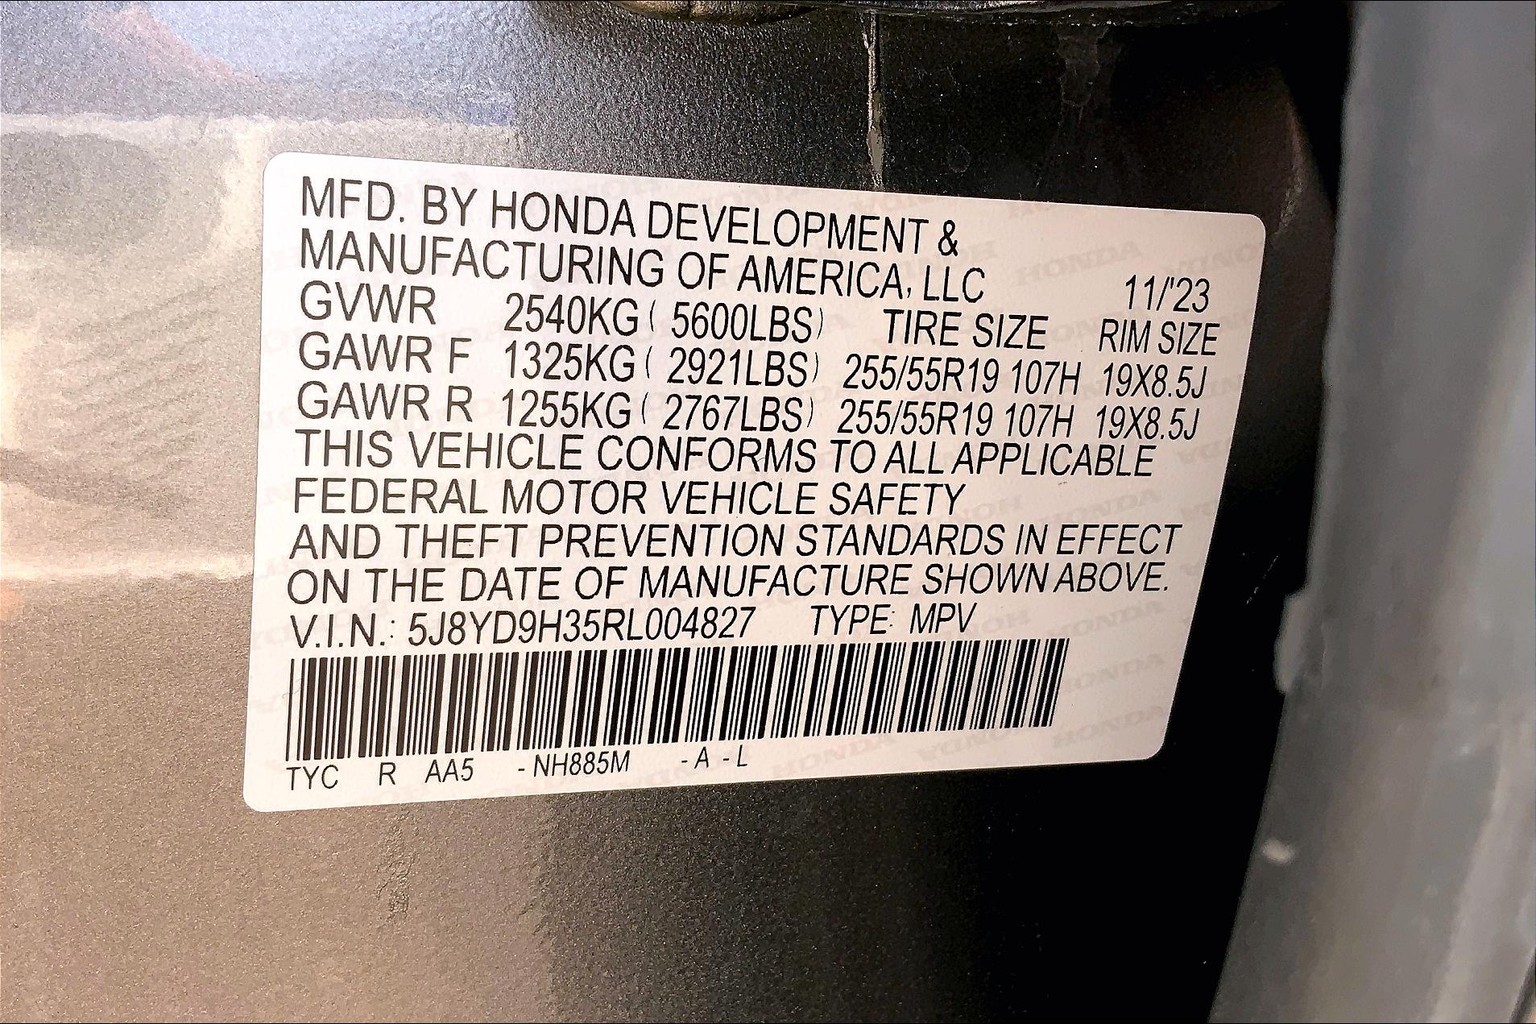 MFD. BY HONDA DEVELOPMENT &
MANUFACTURING OF AMERICA, LLC 11/'23
GVWR 2540KG ( 5600LBS) TIRE SIZE RIM SIZE
GAWR F 1325KG ( 2921LBS) 255/55R19 107H 19X8.5J
GAWR R 1255KG ( 2767LBS) 255/55R19 107H 19X8.5J
THIS VEHICLE CONFORMS TO ALL APPLICABLE
FEDERAL MOTOR VEHICLE SAFETY
AND THEFT PREVENTION STANDARDS IN EFFECT
ON THE DATE OF MANUFACTURE SHOWN ABOVE.
V.I.N.: 5J8YD9H35RL004827 TYPE: MPV
TYC R AA5 - NH885M - A - L